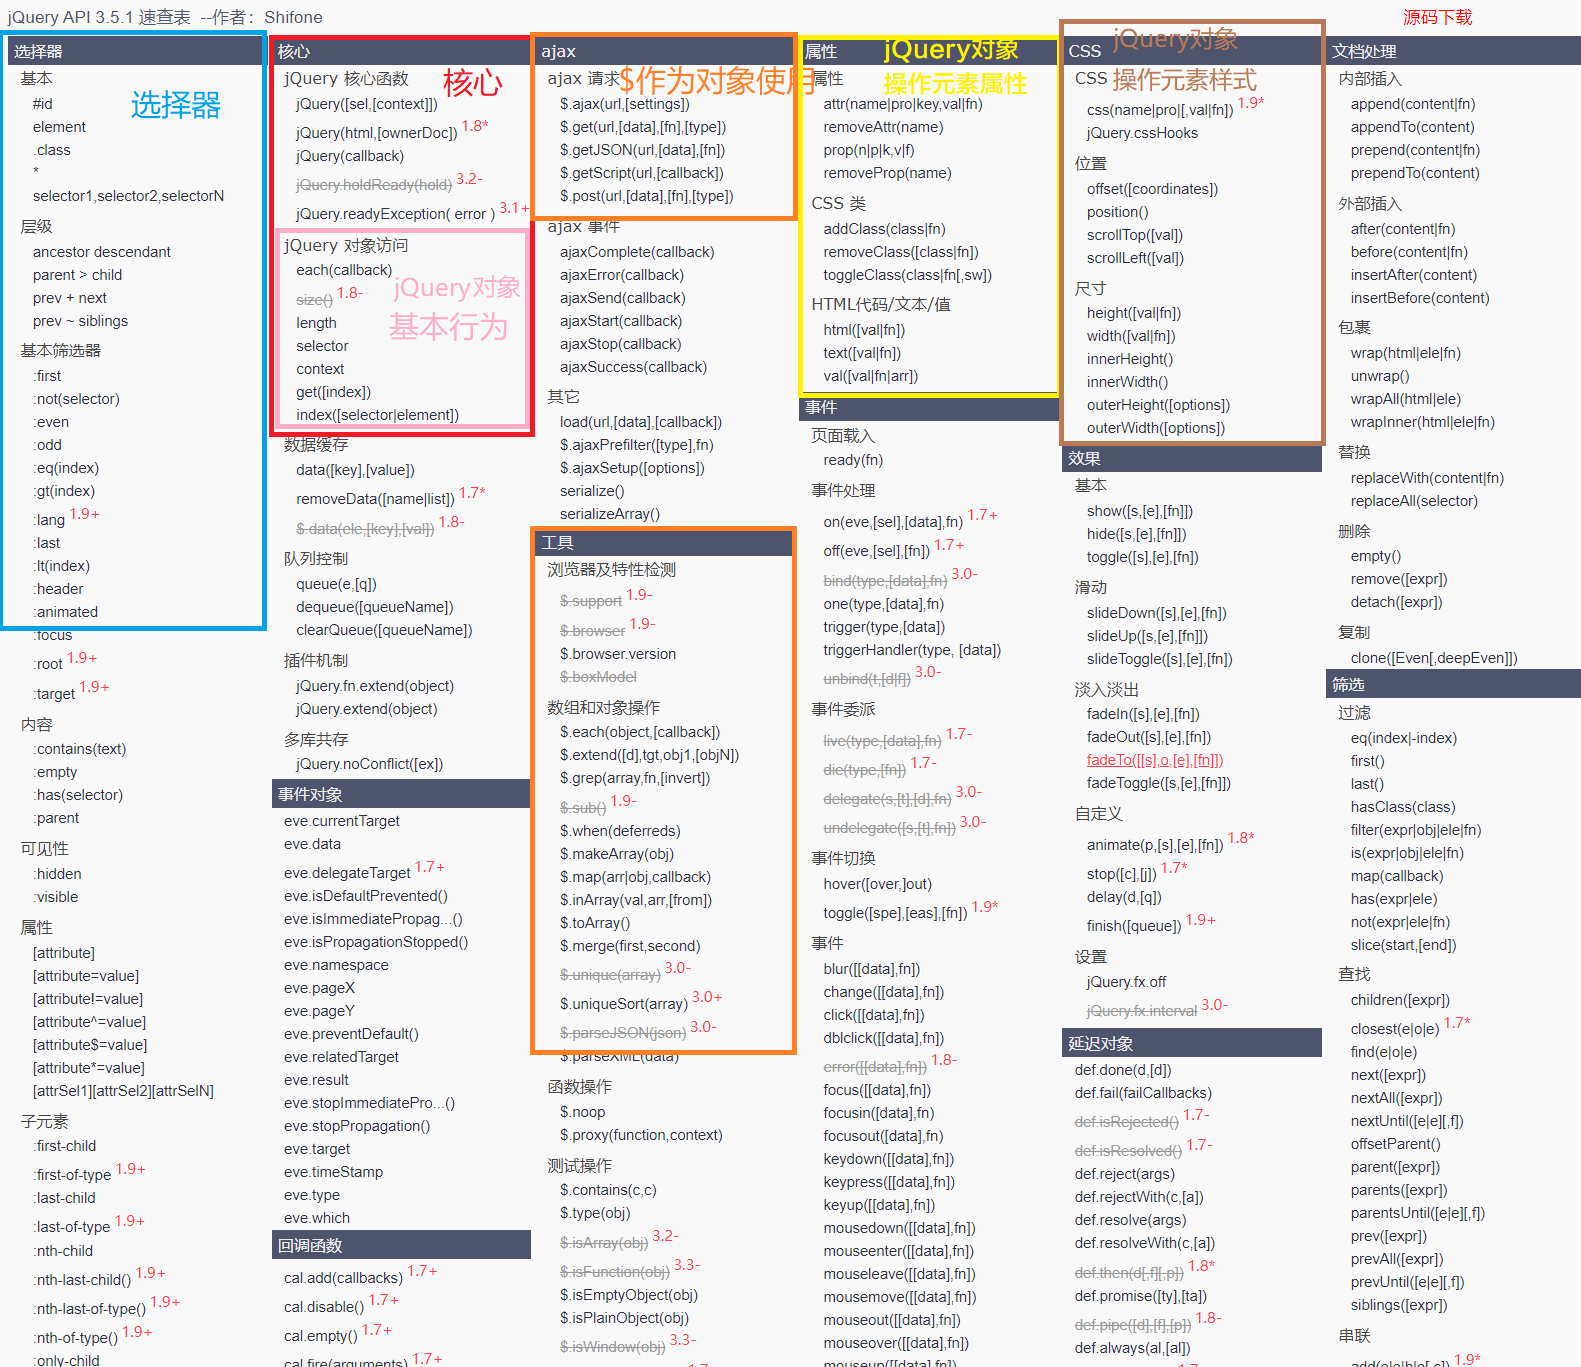 jQuery API 3.5.1 速查表 --作者：Shifone
源码下载
选择器
选择器
基本
#id
element
.class
*
selector1,selector2,selectorN
层级
ancestor descendant
parent > child
prev + next
prev ~ siblings
基本筛选器
:first
:not(selector)
:even
:odd
:eq(index)
:gt(index)
:lang 1.9+
:last
:lt(index)
:header
:animated
:focus
:root 1.9+
:target 1.9+
内容
:contains(text)
:empty
:has(selector)
:parent
可见性
:hidden
:visible
属性
[attribute]
[attribute=value]
[attribute!=value]
[attribute^=value]
[attribute$=value]
[attribute*=value]
[attrSel1][attrSel2][attrSelN]
子元素
:first-child
:first-of-type 1.9+
:last-child
:last-of-type 1.9+
:nth-child
:nth-last-child() 1.9+
:nth-last-of-type() 1.9+
:nth-of-type() 1.9+
:only-child
核心
核心
jQuery 核心函数
jQuery([sel,[context]])
jQuery(html,[ownerDoc]) 1.8*
jQuery(callback)
jQuery.holdReady(hold) 3.2-
jQuery.readyException( error ) 3.1+
jQuery 对象访问
jQuery对象
基本行为
each(callback)
size() 1.8-
length
selector
context
get([index])
index([selector|element])
数据缓存
data([key],[value])
removeData([name|list]) 1.7*
$.data(ele,[key],[val]) 1.8-
队列控制
queue(e,[q])
dequeue([queueName])
clearQueue([queueName])
插件机制
jQuery.fn.extend(object)
jQuery.extend(object)
多库共存
jQuery.noConflict([ex])
事件对象
eve.currentTarget
eve.data
eve.delegateTarget 1.7+
eve.isDefaultPrevented()
eve.isImmediatePropag...()
eve.isPropagationStopped()
eve.namespace
eve.pageX
eve.pageY
eve.preventDefault()
eve.relatedTarget
eve.result
eve.stopImmediatePro...()
eve.stopPropagation()
eve.target
eve.timeStamp
eve.type
eve.which
回调函数
cal.add(callbacks) 1.7+
cal.disable() 1.7+
cal.empty() 1.7+
cal.fire(arguments) 1.7+
ajax
ajax 请求
$作为对象使用
$.ajax(url,[settings])
$.get(url,[data],[fn],[type])
$.getJSON(url,[data],[fn])
$.getScript(url,[callback])
$.post(url,[data],[fn],[type])
ajax 事件
ajaxComplete(callback)
ajaxError(callback)
ajaxSend(callback)
ajaxStart(callback)
ajaxStop(callback)
ajaxSuccess(callback)
其它
load(url,[data],[callback])
$.ajaxPrefilter([type],fn)
$.ajaxSetup([options])
serialize()
serializeArray()
工具
浏览器及特性检测
$.support 1.9-
$.browser 1.9-
$.browser.version
$.boxModel
数组和对象操作
$.each(object,[callback])
$.extend([d],tgt,obj1,[objN])
$.grep(array,fn,[invert])
$.sub() 1.9-
$.when(deferreds)
$.makeArray(obj)
$.map(arr|obj,callback)
$.inArray(val,arr,[from])
$.toArray()
$.merge(first,second)
$.unique(array) 3.0-
$.uniqueSort(array) 3.0+
$.parseJSON(json) 3.0-
$.parseXML(data)
函数操作
$.noop
$.proxy(function,context)
测试操作
$.contains(c,c)
$.type(obj)
$.isArray(obj) 3.2-
$.isFunction(obj) 3.3-
$.isEmptyObject(obj)
$.isPlainObject(obj)
$.isWindow(obj) 3.3-
1.7-
属性
jQuery对象
操作元素属性
属性
attr(name|pro|key,val|fn)
removeAttr(name)
prop(n|p|k,v|f)
removeProp(name)
CSS 类
addClass(class|fn)
removeClass([class|fn])
toggleClass(class|fn[,sw])
HTML代码/文本/值
html([val|fn])
text([val|fn])
val([val|fn|arr])
事件
页面载入
ready(fn)
事件处理
on(eve,[sel],[data],fn) 1.7+
off(eve,[sel],[fn]) 1.7+
bind(type,[data],fn) 3.0-
one(type,[data],fn)
trigger(type,[data])
triggerHandler(type, [data])
unbind(t,[d|f]) 3.0-
事件委派
live(type,[data],fn) 1.7-
die(type,[fn]) 1.7-
delegate(s,[t],[d],fn) 3.0-
undelegate([s,[t],fn]) 3.0-
事件切换
hover([over,]out)
toggle([spe],[eas],[fn]) 1.9*
事件
blur([[data],fn])
change([[data],fn])
click([[data],fn])
dblclick([[data],fn])
error([[data],fn]) 1.8-
focus([[data],fn])
focusin([data],fn)
focusout([data],fn)
keydown([[data],fn])
keypress([[data],fn])
keyup([[data],fn])
mousedown([[data],fn])
mouseenter([[data],fn])
mouseleave([[data],fn])
mousemove([[data],fn])
mouseout([[data],fn])
mouseover([[data],fn])
mouseup([[data],fn])
CSS
jQuery对象
CSS
操作元素样式
css(name|pro|[,val|fn]) 1.9*
jQuery.cssHooks
位置
offset([coordinates])
position()
scrollTop([val])
scrollLeft([val])
尺寸
height([val|fn])
width([val|fn])
innerHeight()
innerWidth()
outerHeight([options])
outerWidth([options])
效果
基本
show([s,[e],[fn]])
hide([s,[e],[fn]])
toggle([s],[e],[fn])
滑动
slideDown([s],[e],[fn])
slideUp([s,[e],[fn]])
slideToggle([s],[e],[fn])
淡入淡出
fadeIn([s],[e],[fn])
fadeOut([s],[e],[fn])
fadeTo([[s],o,[e],[fn]])
fadeToggle([s,[e],[fn]])
自定义
animate(p,[s],[e],[fn]) 1.8*
stop([c],[j]) 1.7*
delay(d,[q])
finish([queue]) 1.9+
设置
jQuery.fx.off
jQuery.fx.interval 3.0-
延迟对象
def.done(d,[d])
def.fail(failCallbacks)
def.isRejected() 1.7-
def.isResolved() 1.7-
def.reject(args)
def.rejectWith(c,[a])
def.resolve(args)
def.resolveWith(c,[a])
def.then(d[,f][,p]) 1.8*
def.promise([ty],[ta])
def.pipe([d],[f],[p]) 1.8-
def.always(al,[al])
文档处理
内部插入
append(content|fn)
appendTo(content)
prepend(content|fn)
prependTo(content)
外部插入
after(content|fn)
before(content|fn)
insertAfter(content)
insertBefore(content)
包裹
wrap(html|ele|fn)
unwrap()
wrapAll(html|ele)
wrapInner(html|ele|fn)
替换
replaceWith(content|fn)
replaceAll(selector)
删除
empty()
remove([expr])
detach([expr])
复制
clone([Even[,deepEven]])
筛选
过滤
eq(index|-index)
first()
last()
hasClass(class)
filter(expr|obj|ele|fn)
is(expr|obj|ele|fn)
map(callback)
has(expr|ele)
not(expr|ele|fn)
slice(start,[end])
查找
children([expr])
closest(e|o|e) 1.7*
find(e|o|e)
next([expr])
nextAll([expr])
nextUntil([e|e][,f])
offsetParent()
parent([expr])
parents([expr])
parentsUntil([e|e][,f])
prev([expr])
prevAll([expr])
prevUntil([e|e][,f])
siblings([expr])
串联
add(e|e|h|o[,c]) 1.9*